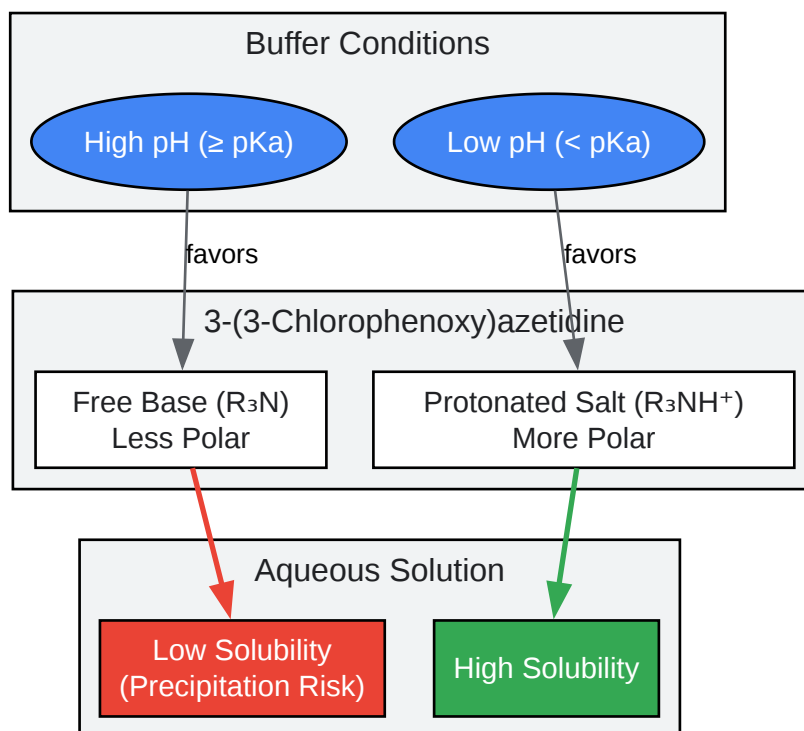 Buffer Conditions
High pH (≥ pKa)
Low pH (< pKa)
favors
favors
3-(3-Chlorophenoxy)azetidine
Free Base (R₃N)
Less Polar
Protonated Salt (R₃NH⁺)
More Polar
Aqueous Solution
Low Solubility
(Precipitation Risk)
High Solubility